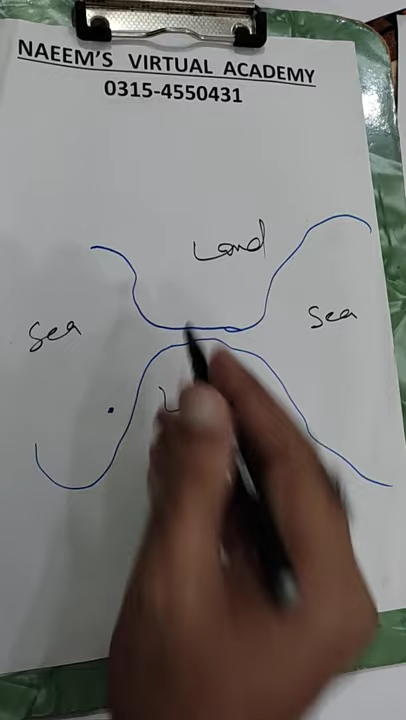 NAEEM'S VIRTUAL ACADEMY
0315-4550431
Land
Sea
Sea